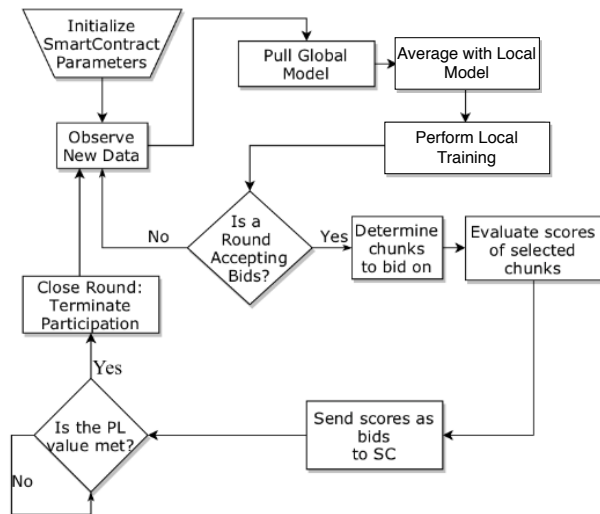 Initialize
SmartContract
Parameters
Pull Global
Model
Average with Local
Model
Observe
New Data
Perform Local
Training
Is a
Round
Accepting
Bids?
No
Yes
Determine
chunks
to bid on
Evaluate scores
of selected
chunks
Close Round:
Terminate
Participation
Yes
Is the PL
value met?
No
Send scores as
bids
to SC